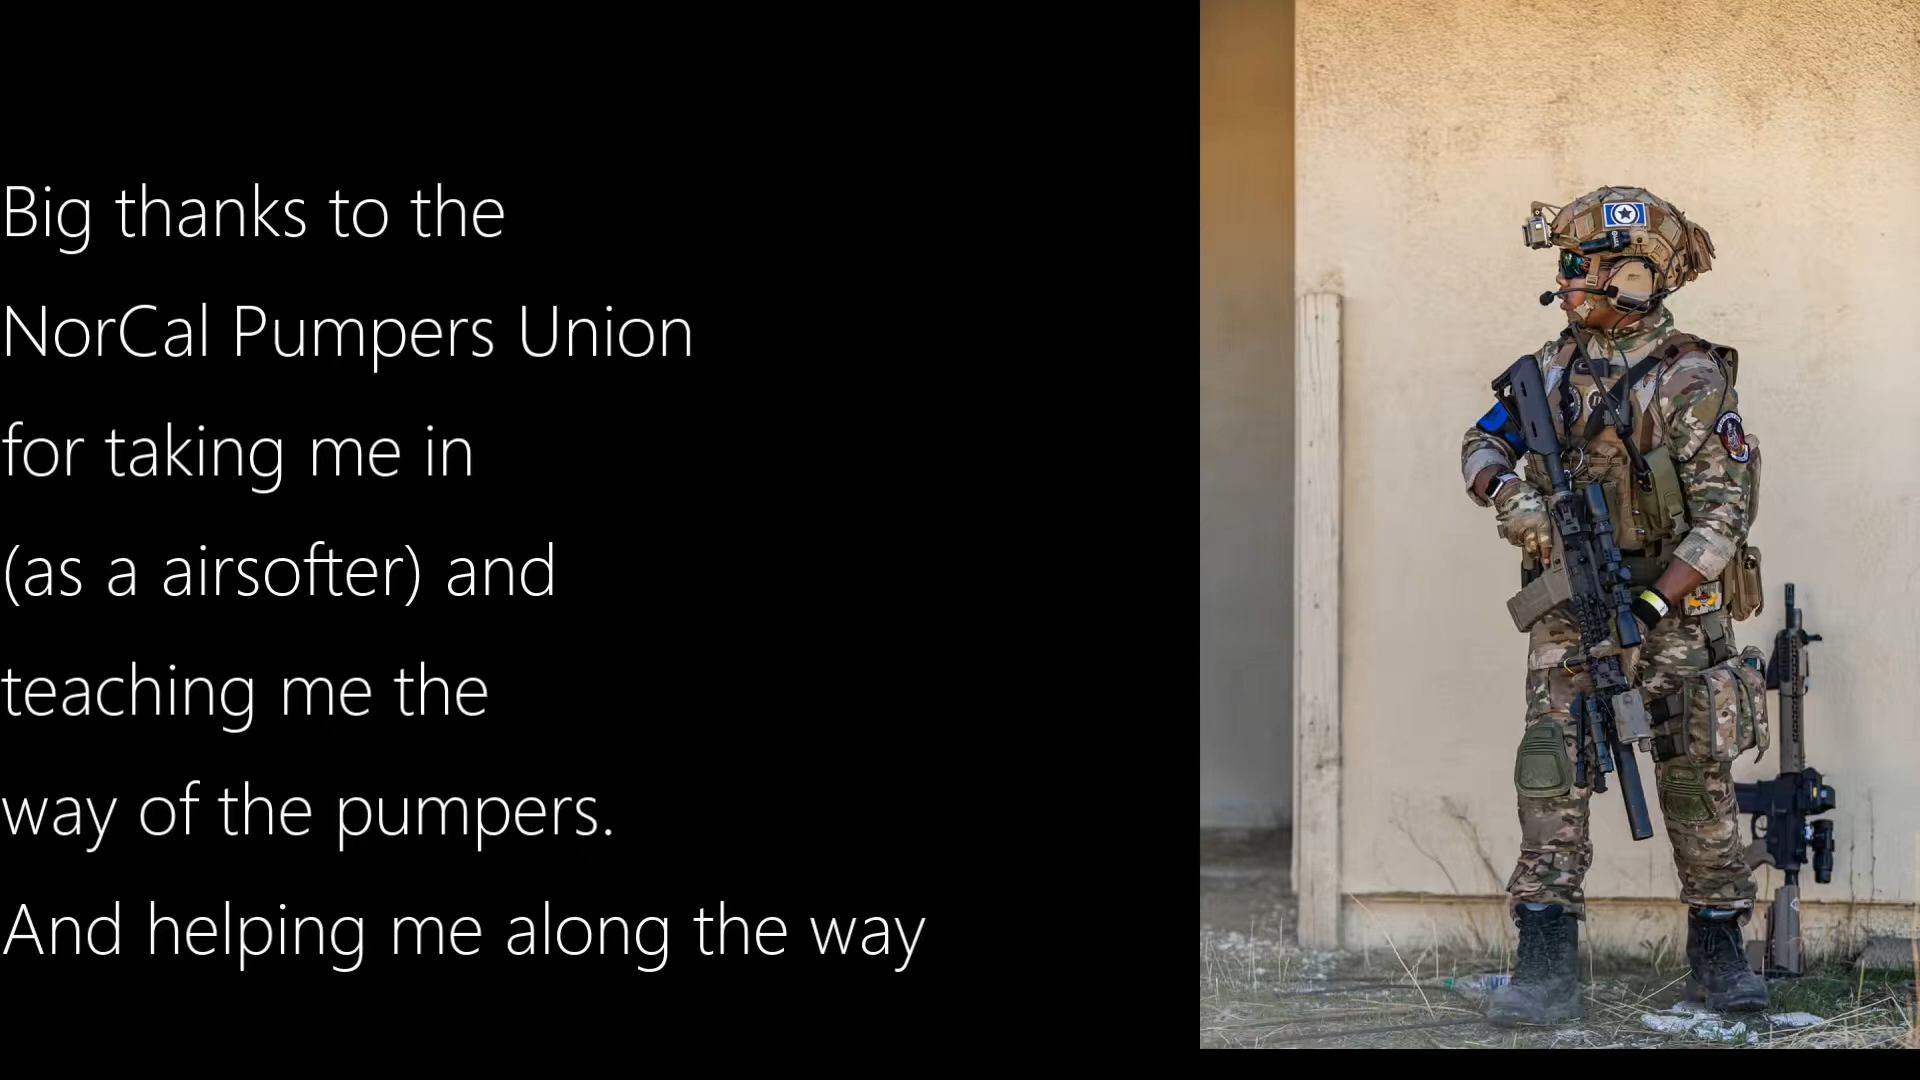 Big thanks to the
NorCal Pumpers Union
for taking me in
(as a airsofter) and
teaching me the
way of the pumpers.
And helping me along the way